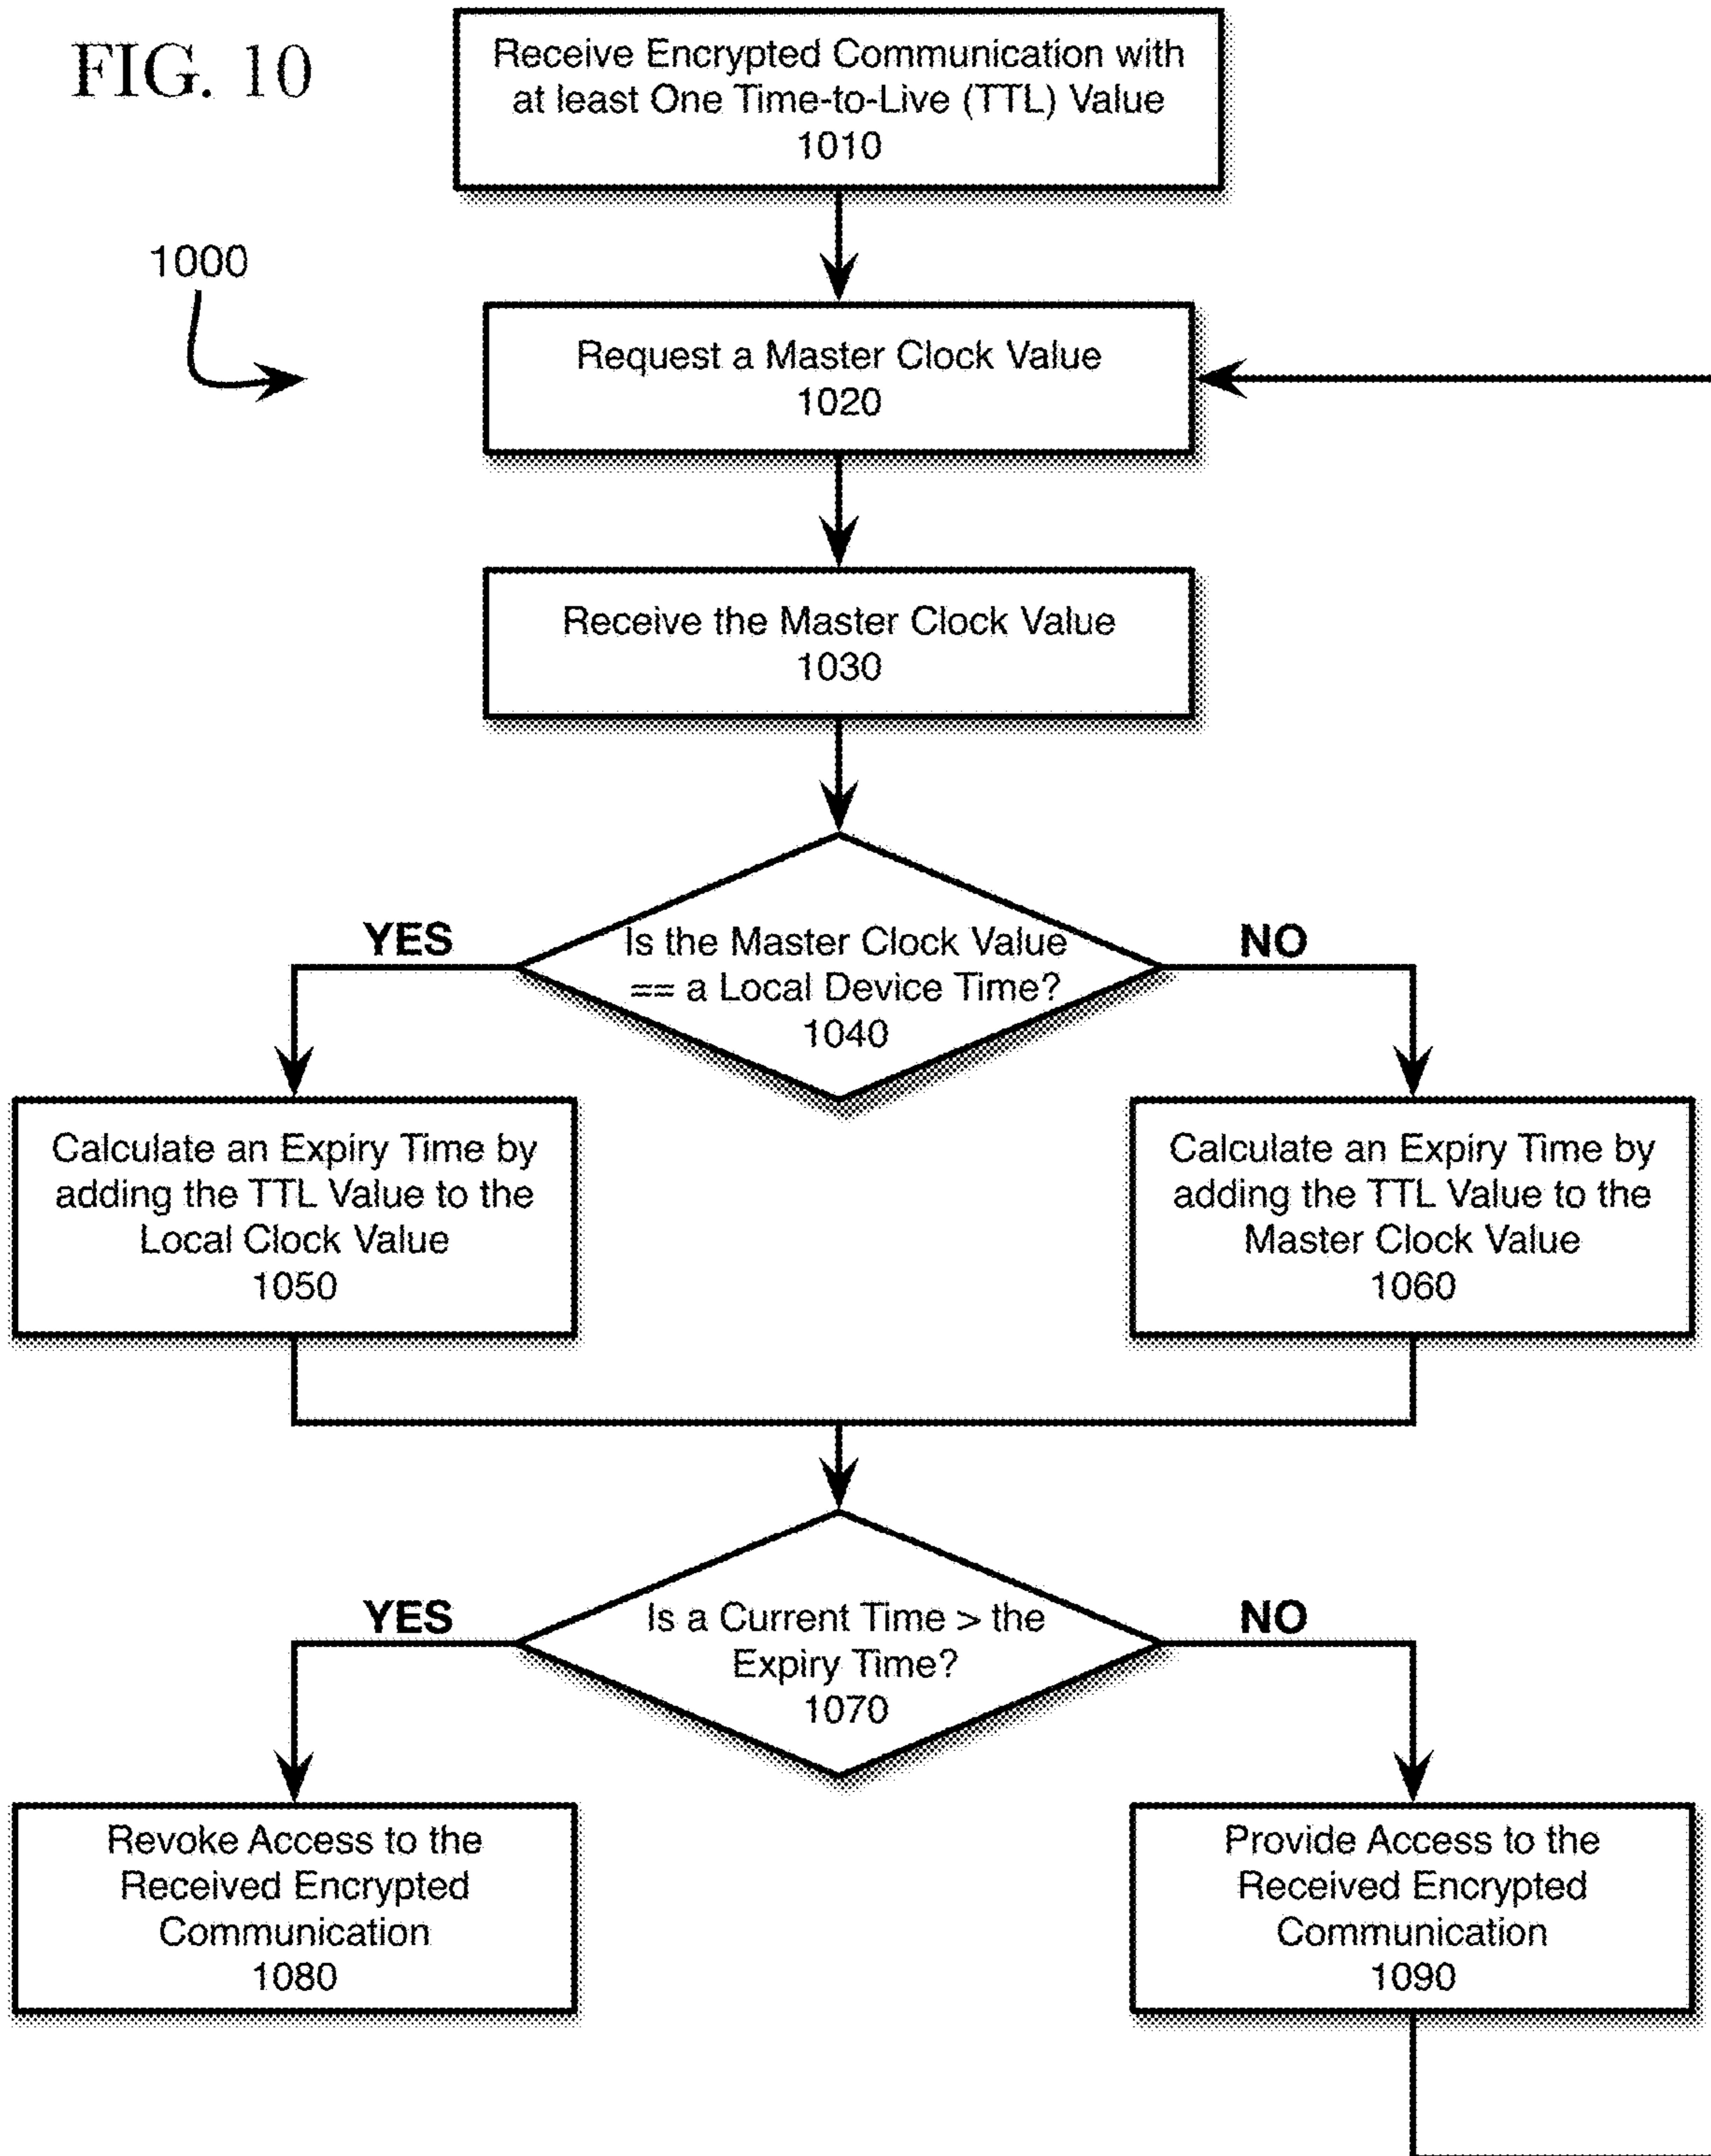 FIG. 10
Receive Encrypted Communication with
at least One Time-to-Live (TTL) Value
1010
1000
Request a Master Clock Value
1020
Receive the Master Clock Value
1030
YES
NO
Is the Master Clock Value
== a Local Device Time?
1040
Calculate an Expiry Time by
adding the TTL Value to the
Local Clock Value
1050
Calculate an Expiry Time by
adding the TTL Value to the
Master Clock Value
1060
YES
NO
Is a Current Time > the
Expiry Time?
1070
Revoke Access to the
Received Encrypted
Communication
1080
Provide Access to the
Received Encrypted
Communication
1090